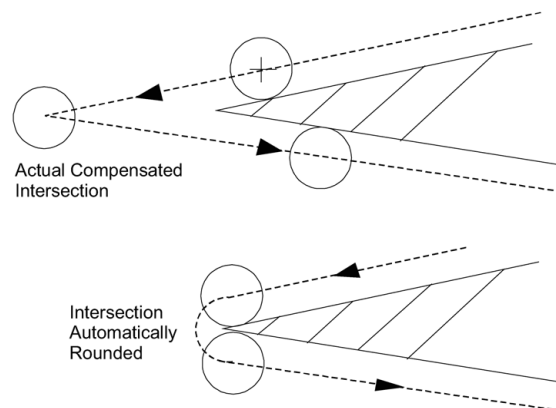 Actual Compensated
Intersection
Intersection
Automatically
Rounded